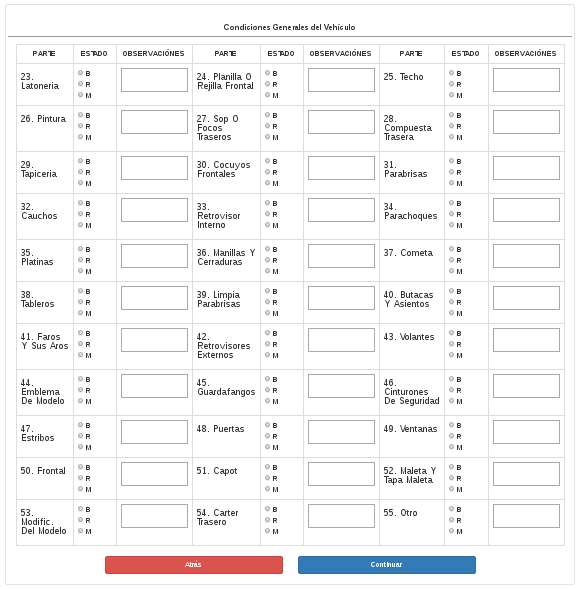 Condiciones Generales del Vehículo
PARTE ESTADO OBSERVACIÓNES PARTE ESTADO OBSERVACIÓNES PARTE ESTADO OBSERVACIÓNES
23. Latoneria B R M 24. Planilla O Rejilla Frontal B R M 25. Techo B R M
26. Pintura B R M 27. Sop O Focos Traseros B R M 28. Compuesta Trasera B R M
29. Tapiceria B R M 30. Cocuyos Frontales B R M 31. Parabrisas B R M
32. Cauchos B R M 33. Retrovisor Interno B R M 34. Parachoques B R M
35. Platinas B R M 36. Manillas Y Cerraduras B R M 37. Corneta B R M
38. Tableros B R M 39. Limpia Parabrisas B R M 40. Butacas Y Asientos B R M
41. Faros Y Sus Aros B R M 42. Retrovisores Externos B R M 43. Volantes B R M
44. Emblema De Modelo B R M 45. Guardafangos B R M 46. Cinturones De Seguridad B R M
47. Estribos B R M 48. Puertas B R M 49. Ventanas B R M
50. Frontal B R M 51. Capot B R M 52. Maleta Y Tapa Maleta B R M
53. Modific. Del Modelo B R M 54. Carter Trasero B R M 55. Otro B R M
Atrás Continuar